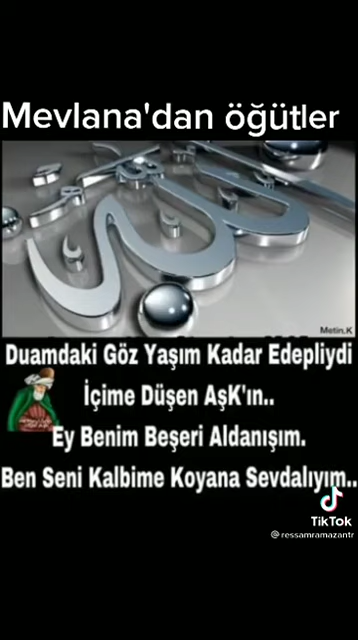 Mevlana'dan öğütler
Metin.K
Duamdaki Göz Yaşım Kadar Edepliydi
İçime Düşen AşK'ın..
Ey Benim Beşeri Aldanışım.
Ben Seni Kalbime Koyana Sevdalıyım..
TikTok
@ressamramazantr